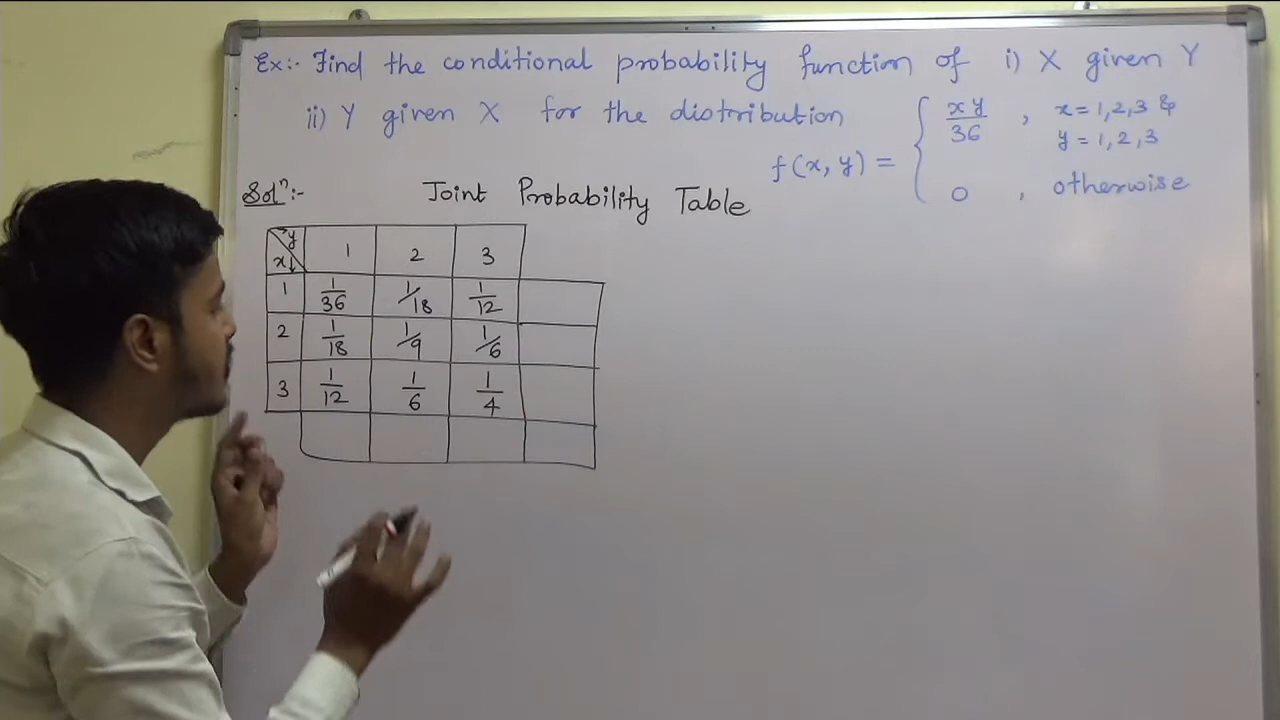 Ex:- Find the conditional probability function of i) X given Y
ii) Y given X for the distribution
f(x, y) = { xy/36 , x = 1,2,3 &
y = 1,2,3
0 , otherwise
Solⁿ:- Joint Probability Table
x↓ y→ 1 2 3
1 1/36 1/18 1/12
2 1/18 1/9 1/6
3 1/12 1/6 1/4